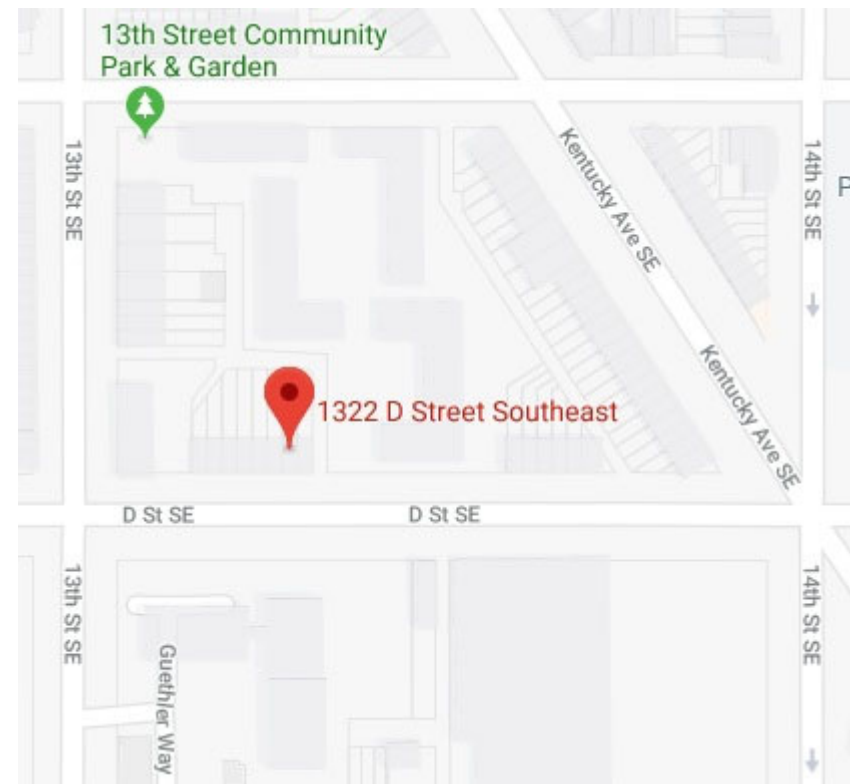 13th Street Community
Park & Garden
13th St SE
Kentucky Ave SE
14th St SE
P
Kentucky Ave SE
1322 D Street Southeast
D St SE
D St SE
13th St SE
14th St SE
Guethler Way